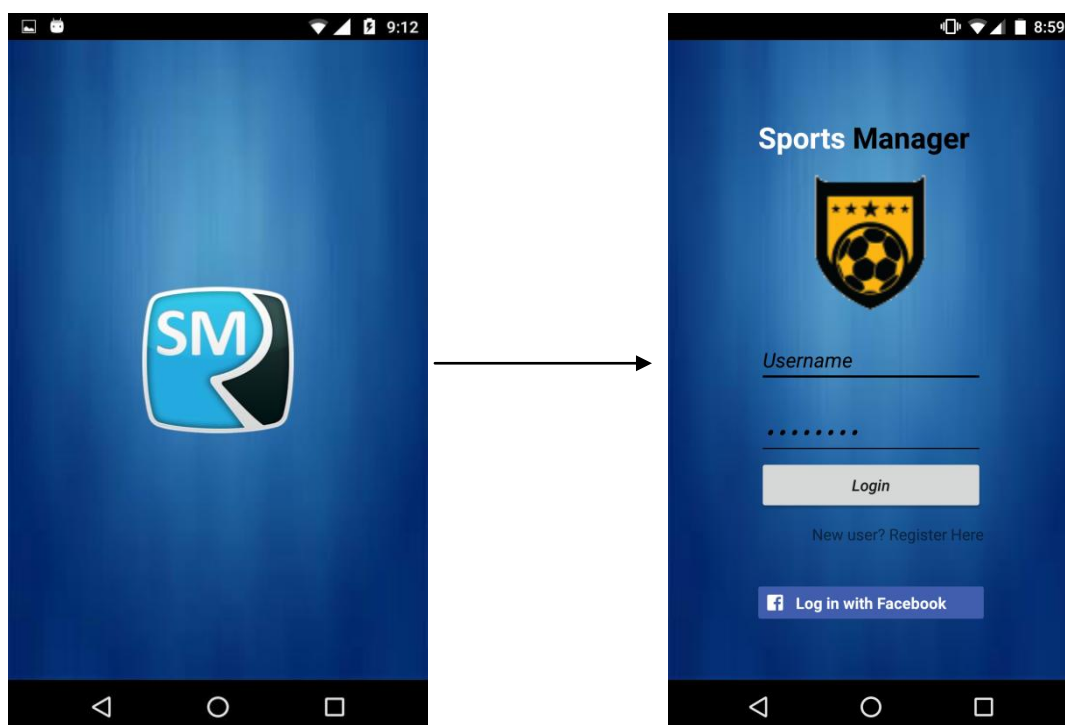 9:12
SM
8:59
Sports Manager
Username
Login
New user? Register Here
Log in with Facebook